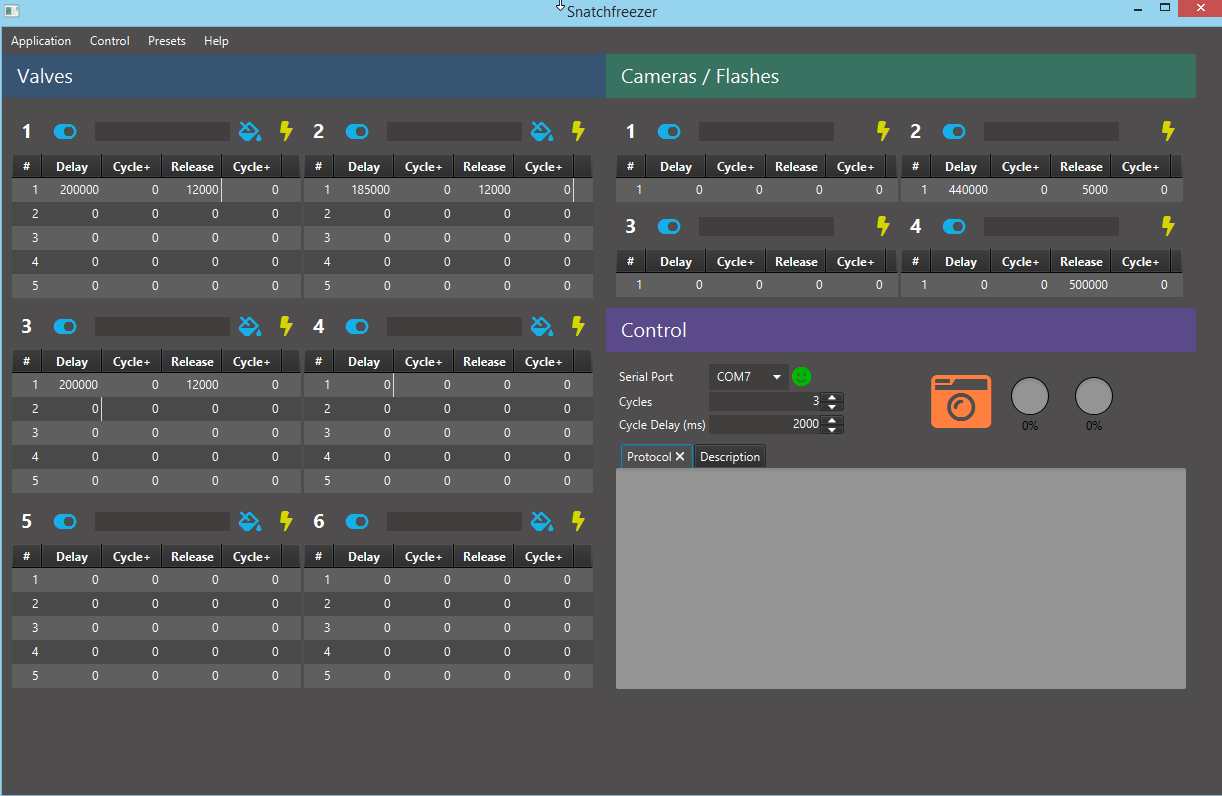 Snatchfreezer
Application Control Presets Help
Valves
1 2
# Delay Cycle+ Release Cycle+ # Delay Cycle+ Release Cycle+
1 200000 0 12000 0 1 185000 0 12000 0
2 0 0 0 0 2 0 0 0 0
3 0 0 0 0 3 0 0 0 0
4 0 0 0 0 4 0 0 0 0
5 0 0 0 0 5 0 0 0 0
3 4
# Delay Cycle+ Release Cycle+ # Delay Cycle+ Release Cycle+
1 200000 0 12000 0 1 0 0 0 0
2 0 0 0 0 2 0 0 0 0
3 0 0 0 0 3 0 0 0 0
4 0 0 0 0 4 0 0 0 0
5 0 0 0 0 5 0 0 0 0
5 6
# Delay Cycle+ Release Cycle+ # Delay Cycle+ Release Cycle+
1 0 0 0 0 1 0 0 0 0
2 0 0 0 0 2 0 0 0 0
3 0 0 0 0 3 0 0 0 0
4 0 0 0 0 4 0 0 0 0
5 0 0 0 0 5 0 0 0 0
Cameras / Flashes
1 2
# Delay Cycle+ Release Cycle+ # Delay Cycle+ Release Cycle+
1 0 0 0 0 1 440000 0 5000 0
3 4
# Delay Cycle+ Release Cycle+ # Delay Cycle+ Release Cycle+
1 0 0 0 0 1 0 0 500000 0
Control
Serial Port COM7
Cycles 3
Cycle Delay (ms) 2000
0% 0%
Protocol Description